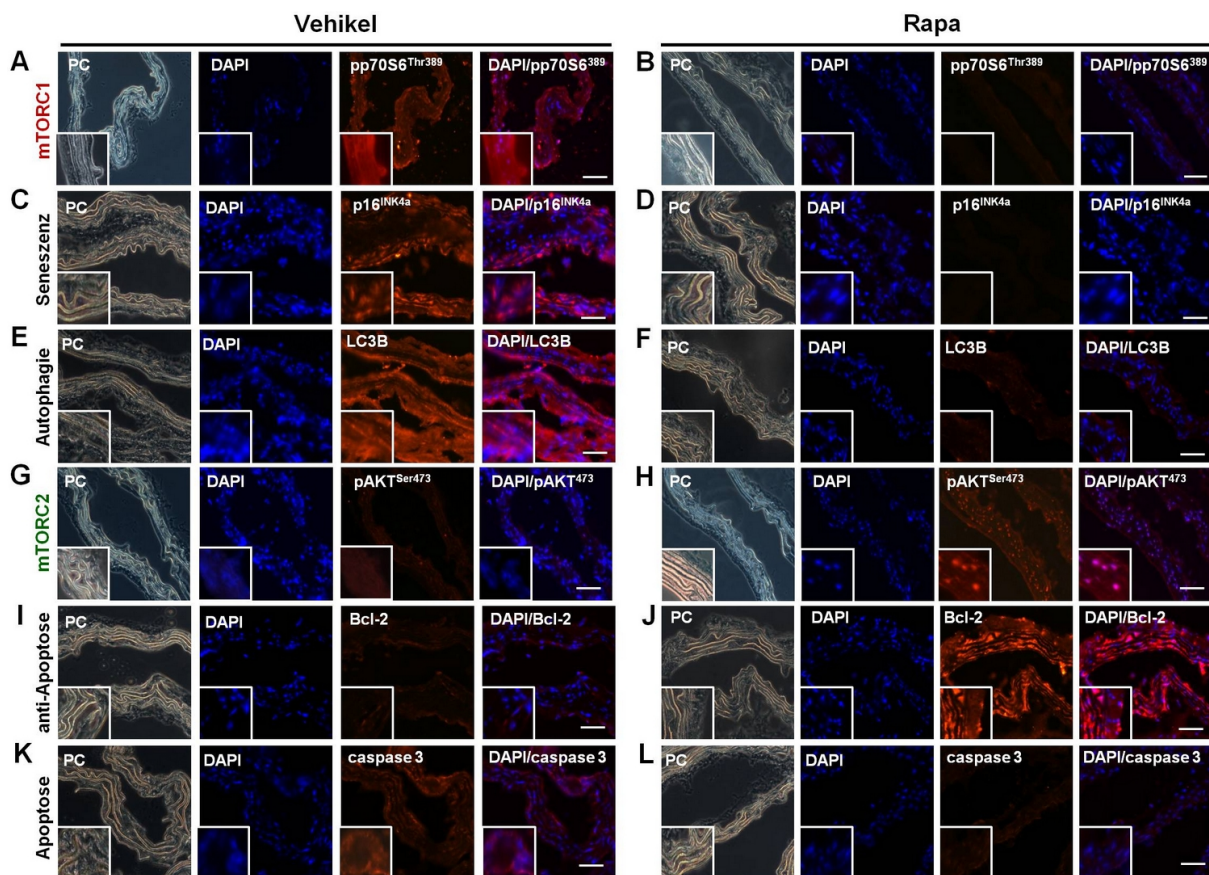 Vehikel Rapa
A PC DAPI pp70S6Thr389 DAPI/pp70S6389 B PC DAPI pp70S6Thr389 DAPI/pp70S6389
mTORC1
C PC DAPI p16INK4a DAPI/p16INK4a D PC DAPI p16INK4a DAPI/p16INK4a
Seneszenz
E PC DAPI LC3B DAPI/LC3B F PC DAPI LC3B DAPI/LC3B
Autophagie
G PC DAPI pAKTSer473 DAPI/pAKT473 H PC DAPI pAKTSer473 DAPI/pAKT473
mTORC2
I PC DAPI Bcl-2 DAPI/Bcl-2 J PC DAPI Bcl-2 DAPI/Bcl-2
anti-Apoptose
K PC DAPI caspase 3 DAPI/caspase 3 L PC DAPI caspase 3 DAPI/caspase 3
Apoptose